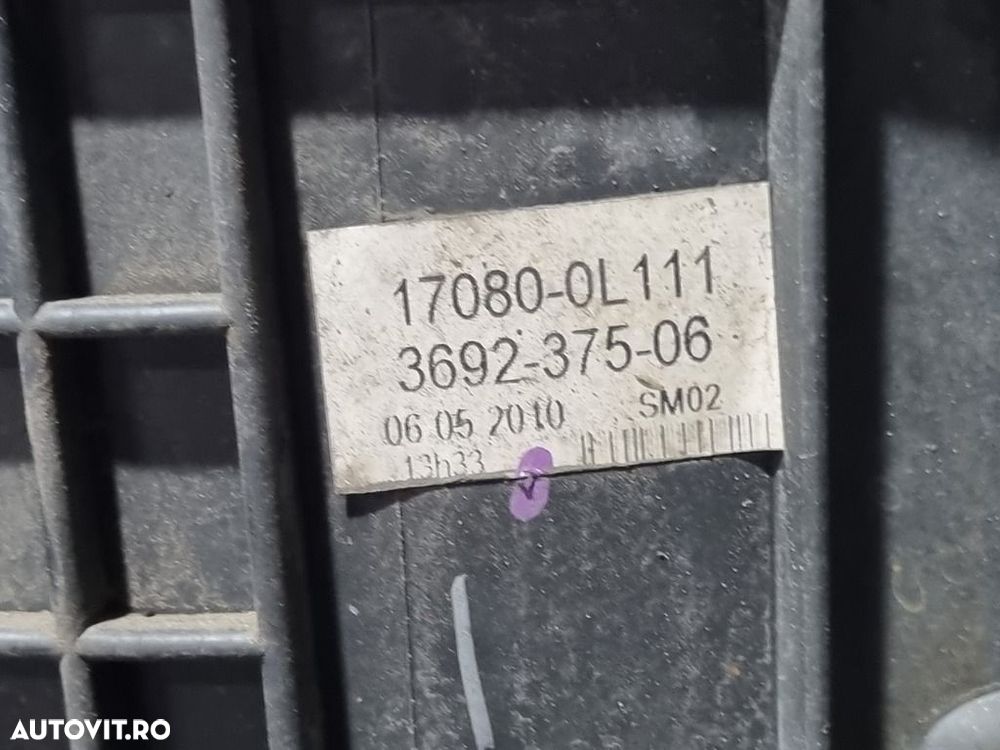 17080-0L111
3692-375-06
06 05 2010 SM02
13h33
AUTOVIT.RO